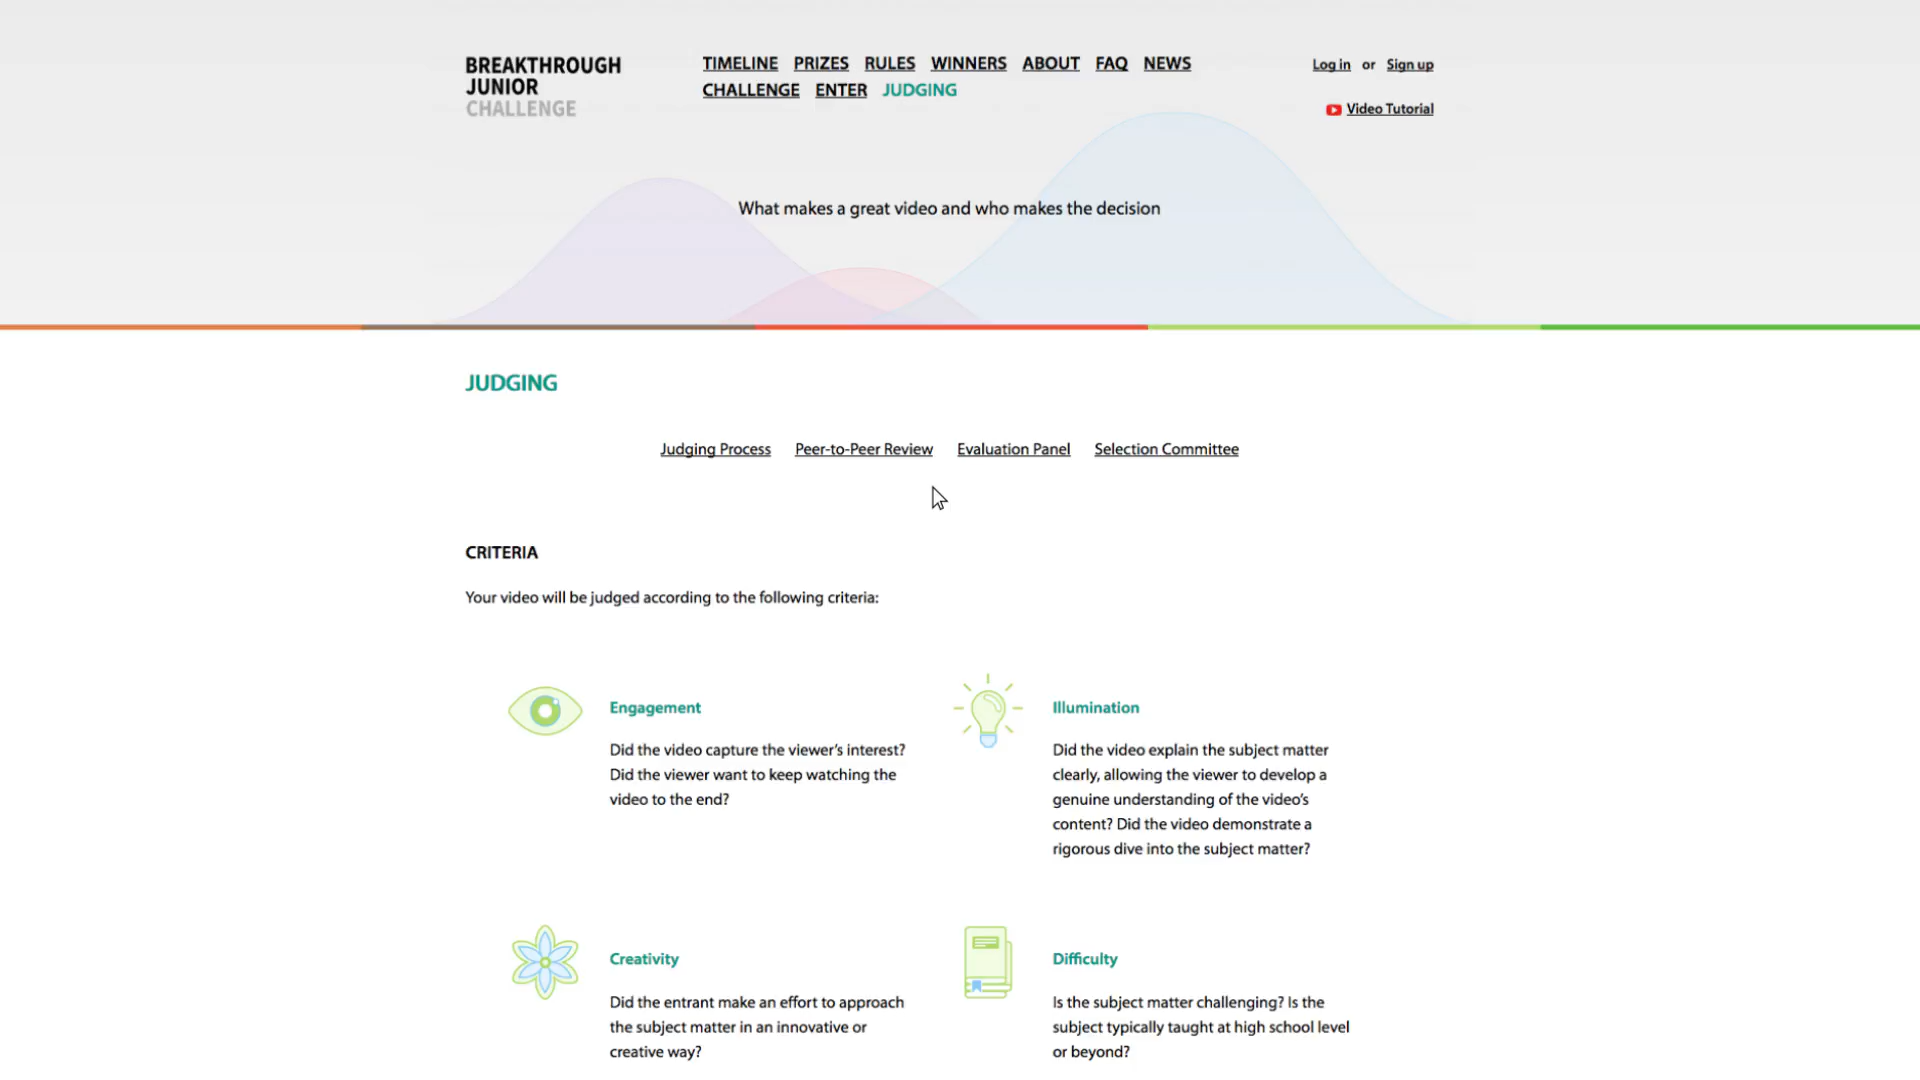 BREAKTHROUGH
JUNIOR
CHALLENGE
TIMELINE PRIZES RULES WINNERS ABOUT FAQ NEWS
CHALLENGE ENTER JUDGING
Log in or Sign up
Video Tutorial
What makes a great video and who makes the decision
JUDGING
Judging Process Peer-to-Peer Review Evaluation Panel Selection Committee
CRITERIA
Your video will be judged according to the following criteria:
Engagement
Did the video capture the viewer's interest?
Did the viewer want to keep watching the
video to the end?
Illumination
Did the video explain the subject matter
clearly, allowing the viewer to develop a
genuine understanding of the video's
content? Did the video demonstrate a
rigorous dive into the subject matter?
Creativity
Did the entrant make an effort to approach
the subject matter in an innovative or
creative way?
Difficulty
Is the subject matter challenging? Is the
subject typically taught at high school level
or beyond?